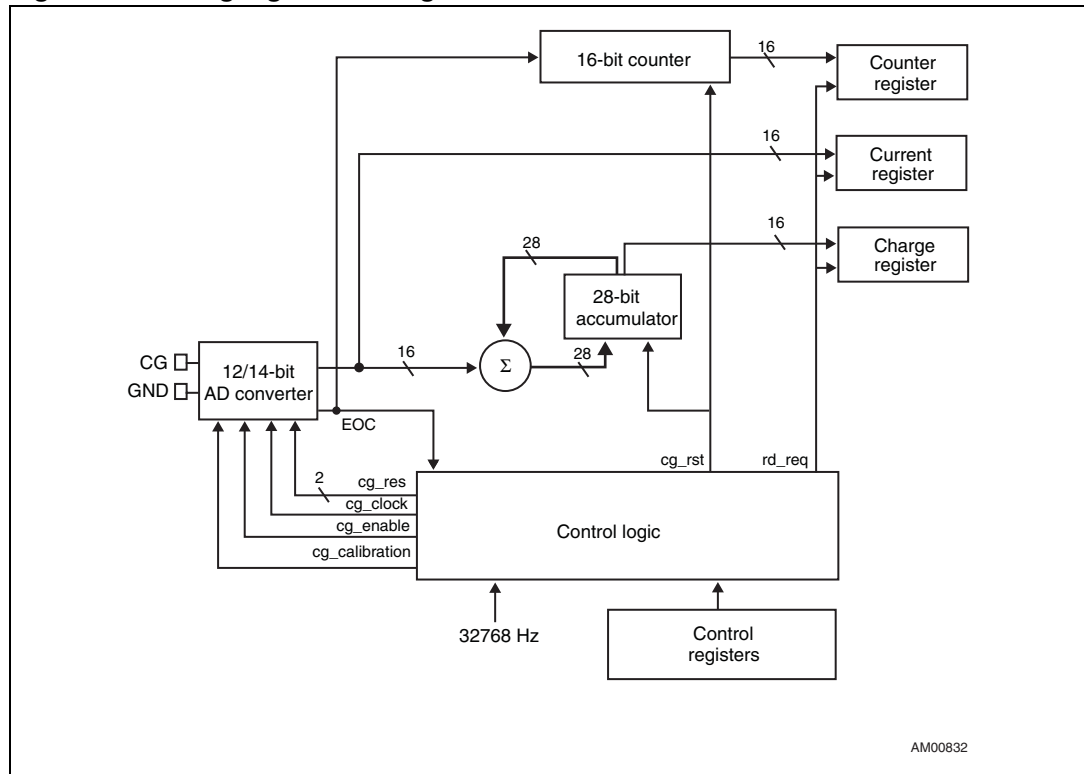 16-bit counter
16
Counter
register
16
Current
register
16
Charge
register
28
28-bit
accumulator
28
Σ
16
CG
GND
12/14-bit
AD converter
EOC
2
cg_res
cg_clock
cg_enable
cg_calibration
cg_rst
rd_req
Control logic
32768 Hz
Control
registers
AM00832